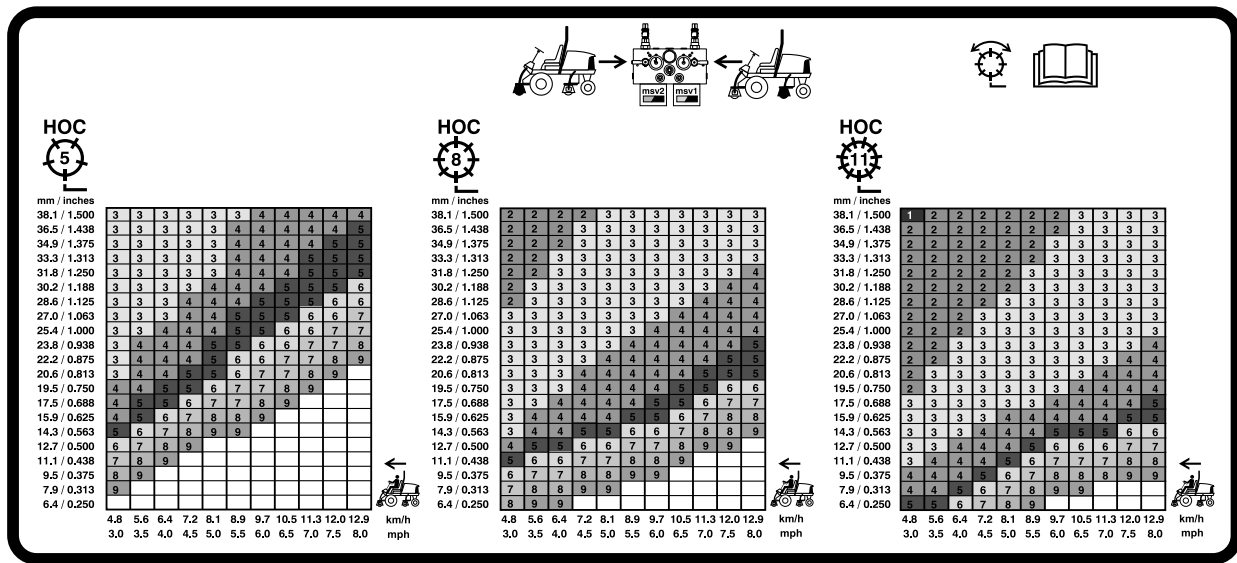 msv2 msv1
HOC
5
mm / inches
38.1 / 1.500 3 3 3 3 3 3 4 4 4 4 4
36.5 / 1.438 3 3 3 3 3 4 4 4 4 4 5
34.9 / 1.375 3 3 3 3 3 4 4 4 4 5 5
33.3 / 1.313 3 3 3 3 3 4 4 4 5 5 5
31.8 / 1.250 3 3 3 3 3 4 4 4 5 5 5
30.2 / 1.188 3 3 3 3 4 4 4 5 5 5 6
28.6 / 1.125 3 3 3 4 4 4 5 5 5 6 6
27.0 / 1.063 3 3 3 4 4 5 5 5 6 6 7
25.4 / 1.000 3 3 4 4 4 5 5 6 6 7 7
23.8 / 0.938 3 4 4 4 5 5 6 6 7 7 8
22.2 / 0.875 3 4 4 4 5 6 6 7 7 8 9
20.6 / 0.813 3 4 4 5 5 6 7 7 8 9
19.5 / 0.750 4 4 5 5 6 7 7 8 9
17.5 / 0.688 4 5 5 6 7 7 8 9
15.9 / 0.625 4 5 6 7 8 8 9
14.3 / 0.563 5 6 7 8 9 9
12.7 / 0.500 6 7 8 9
11.1 / 0.438 7 8 9
9.5 / 0.375 8 9
7.9 / 0.313 9
6.4 / 0.250
4.8 5.6 6.4 7.2 8.1 8.9 9.7 10.5 11.3 12.0 12.9 km/h
3.0 3.5 4.0 4.5 5.0 5.5 6.0 6.5 7.0 7.5 8.0 mph
HOC
8
mm / inches
38.1 / 1.500 2 2 2 2 3 3 3 3 3 3 3
36.5 / 1.438 2 2 2 3 3 3 3 3 3 3 3
34.9 / 1.375 2 2 2 3 3 3 3 3 3 3 3
33.3 / 1.313 2 2 3 3 3 3 3 3 3 3 3
31.8 / 1.250 2 2 3 3 3 3 3 3 3 3 4
30.2 / 1.188 2 3 3 3 3 3 3 3 3 4 4
28.6 / 1.125 2 3 3 3 3 3 3 3 4 4 4
27.0 / 1.063 3 3 3 3 3 3 3 4 4 4 4
25.4 / 1.000 3 3 3 3 3 3 4 4 4 4 4
23.8 / 0.938 3 3 3 3 3 4 4 4 4 4 5
22.2 / 0.875 3 3 3 3 4 4 4 4 4 5 5
20.6 / 0.813 3 3 3 4 4 4 4 4 5 5 5
19.5 / 0.750 3 3 3 4 4 4 4 5 5 6 6
17.5 / 0.688 3 3 4 4 4 4 5 5 6 6 7
15.9 / 0.625 3 4 4 4 5 5 6 7 7 8 8
14.3 / 0.563 3 4 4 5 5 6 6 7 8 8 9
12.7 / 0.500 4 5 5 6 6 7 7 8 9 9
11.1 / 0.438 5 6 6 7 7 8 8 9
9.5 / 0.375 6 7 7 8 8 9 9
7.9 / 0.313 7 8 8 9 9
6.4 / 0.250 8 9 9
4.8 5.6 6.4 7.2 8.1 8.9 9.7 10.5 11.3 12.0 12.9 km/h
3.0 3.5 4.0 4.5 5.0 5.5 6.0 6.5 7.0 7.5 8.0 mph
HOC
11
mm / inches
38.1 / 1.500 1 2 2 2 2 2 2 3 3 3 3
36.5 / 1.438 2 2 2 2 2 2 2 3 3 3 3
34.9 / 1.375 2 2 2 2 2 2 3 3 3 3 3
33.3 / 1.313 2 2 2 2 2 2 3 3 3 3 3
31.8 / 1.250 2 2 2 2 2 3 3 3 3 3 3
30.2 / 1.188 2 2 2 2 3 3 3 3 3 3 3
28.6 / 1.125 2 2 2 2 3 3 3 3 3 3 3
27.0 / 1.063 2 2 2 3 3 3 3 3 3 3 3
25.4 / 1.000 2 2 2 3 3 3 3 3 3 3 3
23.8 / 0.938 2 2 3 3 3 3 3 3 3 3 4
22.2 / 0.875 2 2 3 3 3 3 3 3 3 4 4
20.6 / 0.813 2 3 3 3 3 3 3 3 4 4 4
19.5 / 0.750 2 3 3 3 3 3 3 4 4 4 4
17.5 / 0.688 3 3 3 3 3 3 4 4 4 4 5
15.9 / 0.625 3 3 3 3 4 4 4 4 4 5 5
14.3 / 0.563 3 3 3 4 4 4 5 5 5 6 6
12.7 / 0.500 3 3 4 4 4 5 5 6 6 7 7
11.1 / 0.438 3 4 4 4 5 6 6 7 7 8 8
9.5 / 0.375 4 4 4 5 6 7 7 8 8 9 9
7.9 / 0.313 4 4 5 6 7 8 9 9
6.4 / 0.250 5 5 6 7 8 9
4.8 5.6 6.4 7.2 8.1 8.9 9.7 10.5 11.3 12.0 12.9 km/h
3.0 3.5 4.0 4.5 5.0 5.5 6.0 6.5 7.0 7.5 8.0 mph